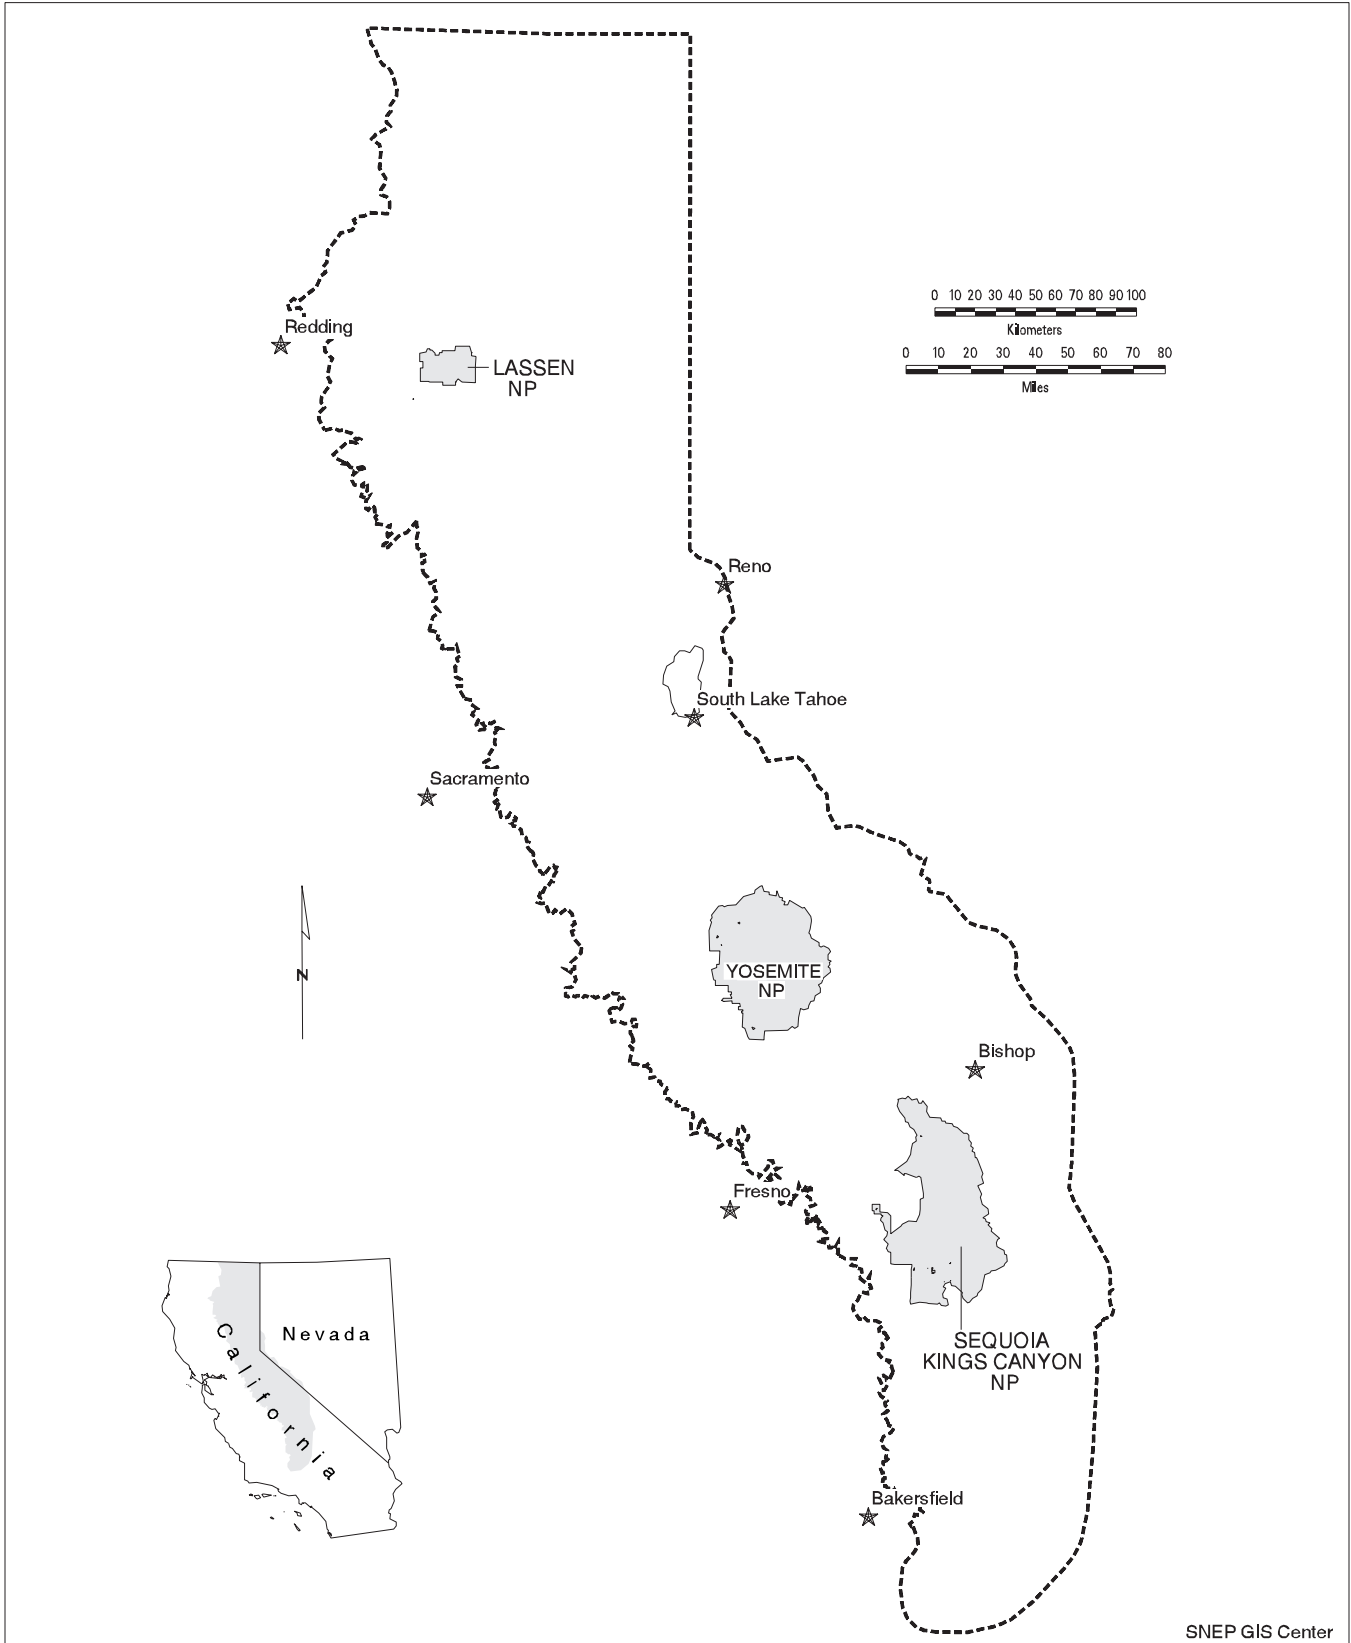 0 10 20 30 40 50 60 70 80 90 100
Kilometers
Redding
0 10 20 30 40 50 60 70 80
Miles
LASSEN
NP
Reno
South Lake Tahoe
Sacramento
YOSEMITE
NP
N
Bishop
Fresno
Nevada
California
SEQUOIA
KINGS CANYON
NP
Bakersfield
SNEP GIS Center